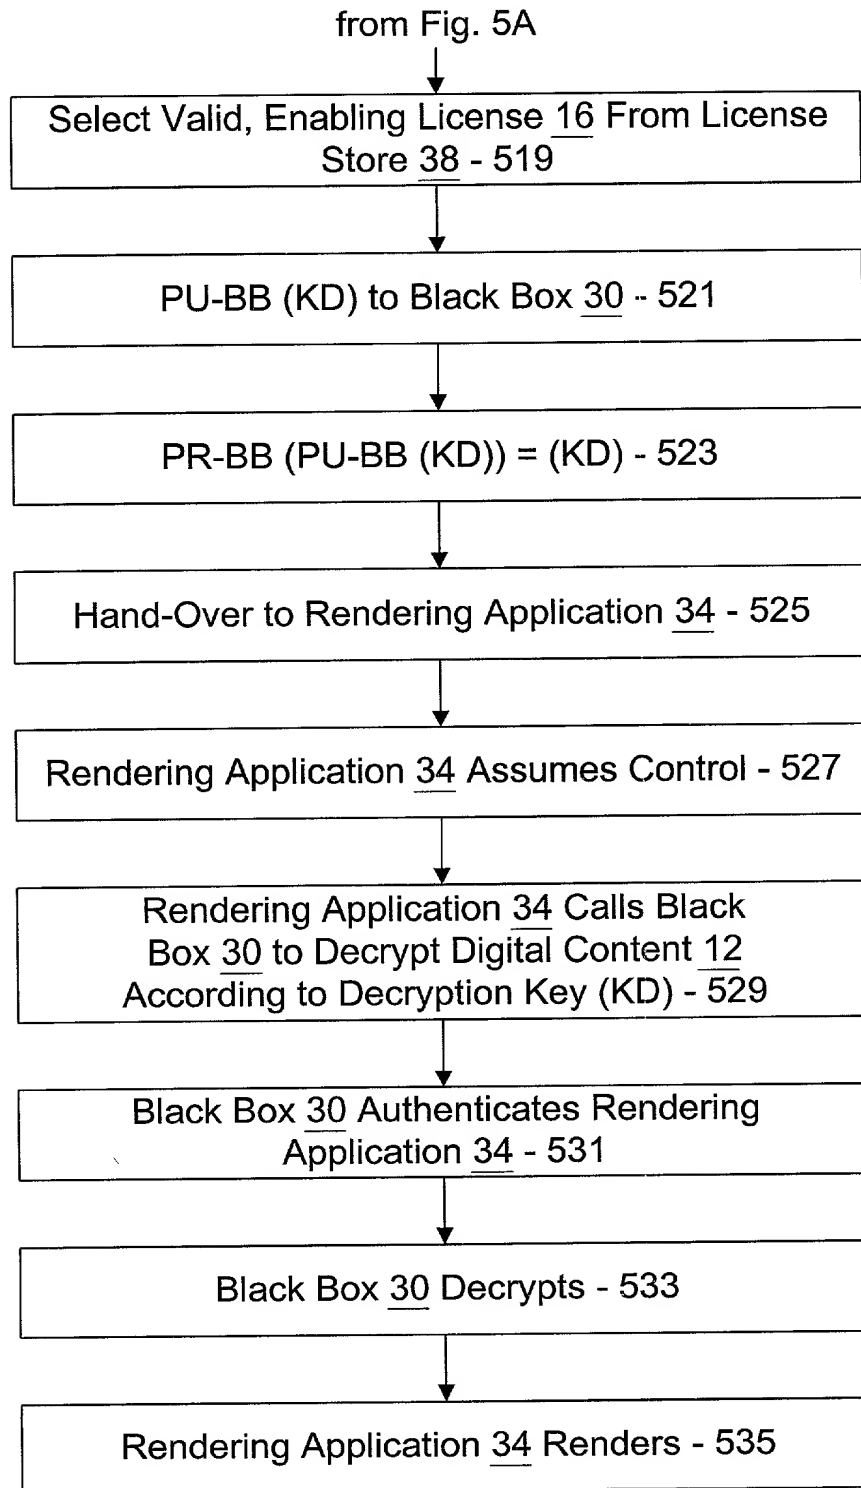 from Fig. 5A
Select Valid, Enabling License 16 From License
Store 38 - 519
PU-BB (KD) to Black Box 30 - 521
PR-BB (PU-BB (KD)) = (KD) - 523
Hand-Over to Rendering Application 34 - 525
Rendering Application 34 Assumes Control - 527
Rendering Application 34 Calls Black
Box 30 to Decrypt Digital Content 12
According to Decryption Key (KD) - 529
Black Box 30 Authenticates Rendering
Application 34 - 531
Black Box 30 Decrypts - 533
Rendering Application 34 Renders - 535